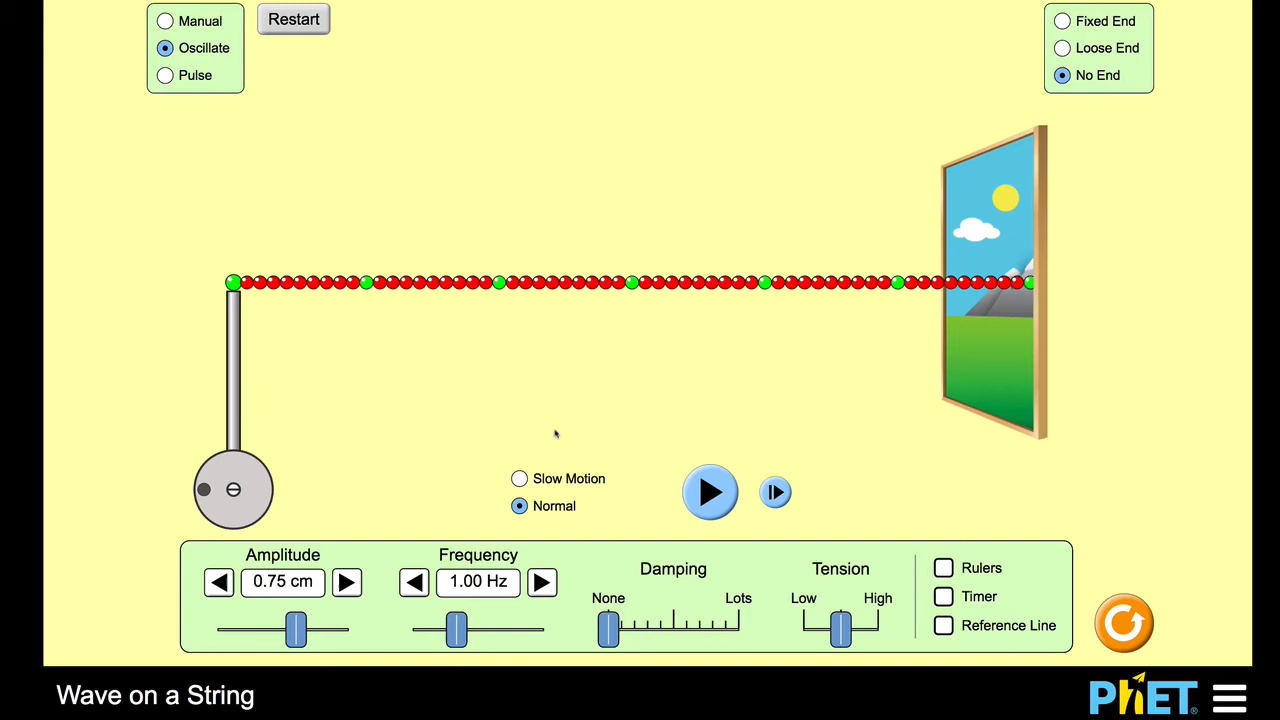 Manual
Oscillate
Pulse
Restart
Fixed End
Loose End
No End
Slow Motion
Normal
Amplitude
0.75 cm
Frequency
1.00 Hz
Damping
None
Lots
Tension
Low
High
Rulers
Timer
Reference Line
Wave on a String
PhET